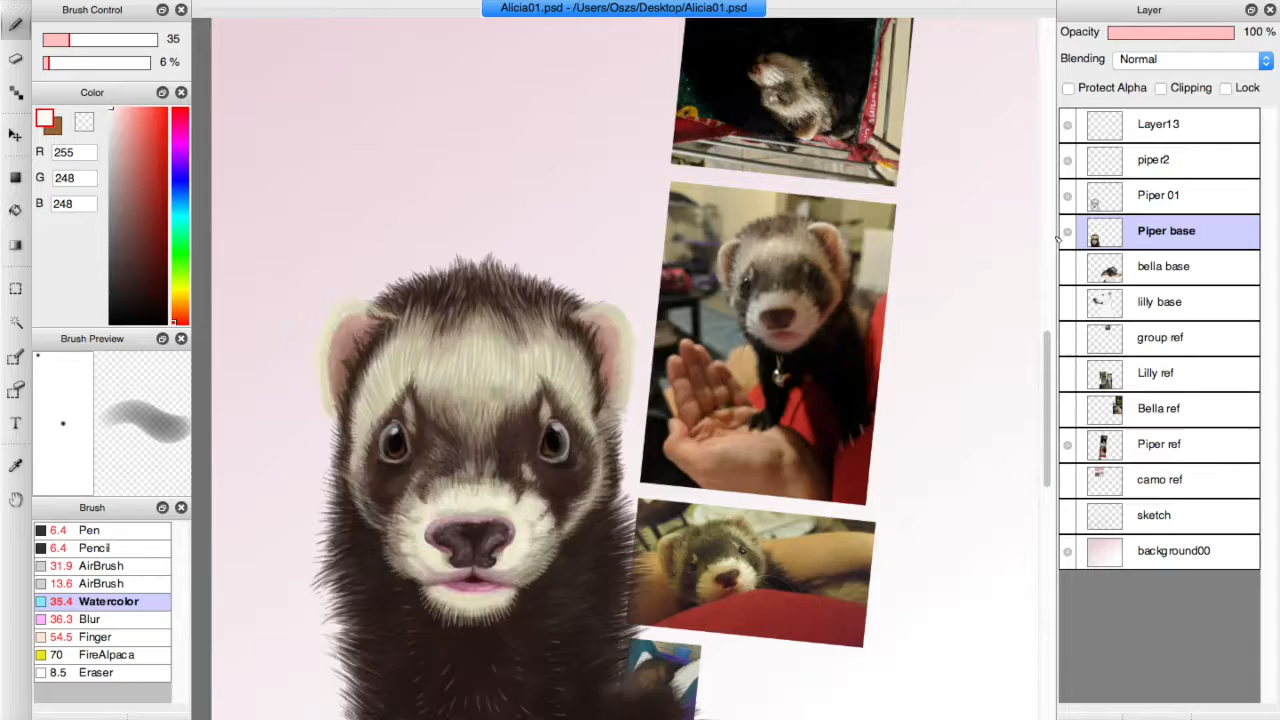 Alicia01.psd - /Users/Oszs/Desktop/Alicia01.psd
Brush Control
35
6 %
Color
R 255
G 248
B 248
Brush Preview
Brush
6.4 Pen
6.4 Pencil
31.9 AirBrush
13.6 AirBrush
35.4 Watercolor
36.3 Blur
54.5 Finger
70 FireAlpaca
8.5 Eraser
T
Layer
Opacity 100 %
Blending Normal
Protect Alpha Clipping Lock
Layer13
piper2
Piper 01
Piper base
bella base
lilly base
group ref
Lilly ref
Bella ref
Piper ref
camo ref
sketch
background00